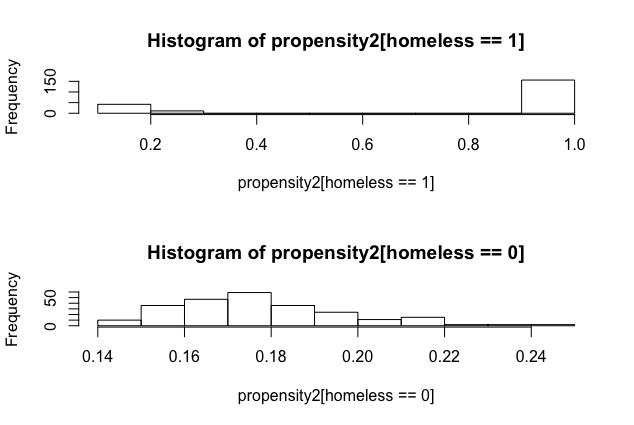 Histogram of propensity2[homeless == 1]
Frequency
150
0
0.2 0.4 0.6 0.8 1.0
propensity2[homeless == 1]
Histogram of propensity2[homeless == 0]
Frequency
50
0
0.14 0.16 0.18 0.20 0.22 0.24
propensity2[homeless == 0]